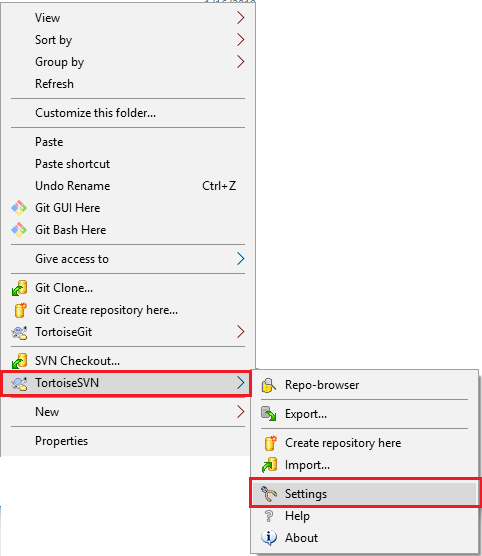 View
Sort by
Group by
Refresh
Customize this folder...
Paste
Paste shortcut
Undo Rename Ctrl+Z
Git GUI Here
Git Bash Here
Give access to
Git Clone...
Git Create repository here...
TortoiseGit
SVN Checkout...
TortoiseSVN
New
Properties
Repo-browser
Export...
Create repository here
Import...
Settings
Help
About